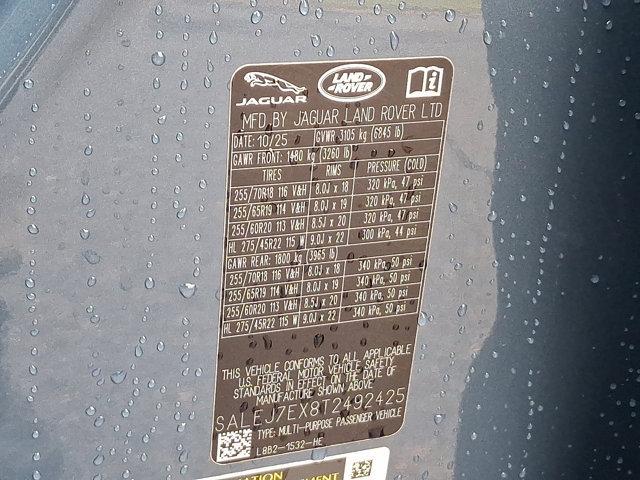 JAGUAR
LAND ROVER
MFD BY JAGUAR LAND ROVER LTD
DATE: 10/25 GVWR 3105 kg (6845 lb)
GAWR FRONT: 1480 kg 3260 lb
TIRES RIMS PRESSURE (COLD)
255/70R18 116 V&H 8.0J x 18 320 kPa, 47 psi
255/65R19 114 V&H 8.0J x 19 320 kPa, 47 psi
255/60R20 113 V&H 8.5J x 20 320 kPa, 47 psi
HL 275/45R22 115 W 9.0J x 22 300 kPa, 44 psi
GAWR REAR: 1800 kg 3965 lb
255/70R18 116 V&H 8.0J x 18 340 kPa, 50 psi
255/65R19 114 V&H 8.0J x 19 340 kPa, 50 psi
255/60R20 113 V&H 8.5J x 20 340 kPa, 50 psi
HL 275/45R22 115 W 9.0J x 22 340 kPa, 50 psi
THIS VEHICLE CONFORMS TO ALL APPLICABLE
U.S. FEDERAL MOTOR VEHICLE SAFETY
STANDARDS IN EFFECT ON THE DATE OF
MANUFACTURE SHOWN ABOVE
SALEJ7EX8T2492425
TYPE: MULTI-PURPOSE PASSENGER VEHICLE
L8B2-1532-HE